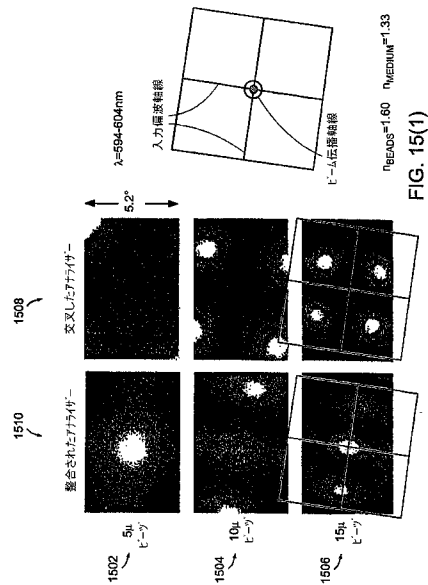 1510
1508
整合されたアナライザー
交叉したアナライザー
5.2°
1502
5μ
ビーズ
1504
10μ
ビーズ
1506
15μ
ビーズ
λ=594-604nm
入力偏波軸線
ビーム伝播軸線
nBEADS=1.60 nMEDIUM=1.33
FIG. 15(1)